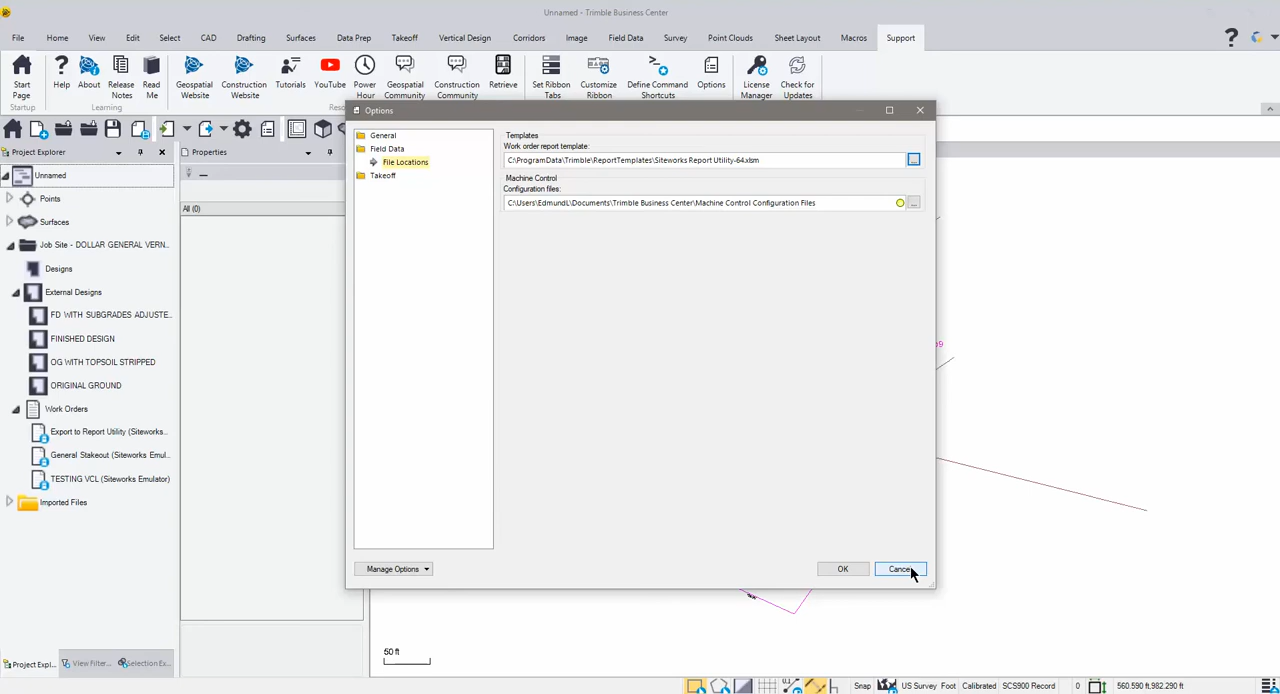 Unnamed - Trimble Business Center
File Home View Edit Select CAD Drafting Surfaces Data Prep Takeoff Vertical Design Corridors Image Field Data Survey Point Clouds Sheet Layout Macros Support
Start Page Help About Release Notes Read Me Geospatial Website Construction Website Tutorials YouTube Power Hour Geospatial Community Construction Community Retrieve Set Ribbon Tabs Customize Ribbon Define Command Shortcuts Options License Manager Check for Updates
Startup Learning
Options
Project Explorer
Properties
Unnamed
Points
Surfaces
Job Site - DOLLAR GENERAL VERN...
Designs
External Designs
FD WITH SUBGRADES ADJUSTE...
FINISHED DESIGN
OG WITH TOPSOIL STRIPPED
ORIGINAL GROUND
Work Orders
Export to Report Utility (Siteworks...
General Stakeout (Siteworks Emul...
TESTING VCL (Siteworks Emulator)
Imported Files
All (0)
General
Field Data
File Locations
Takeoff
Templates
Work order report template:
C:\ProgramData\Trimble\ReportTemplates\Siteworks Report Utility-64.xlsm
...
Machine Control
Configuration files:
C:\Users\EdmundL\Documents\Trimble Business Center\Machine Control Configuration Files
...
Manage Options
OK
Cancel
50 ft
Project Expl... View Filter... Selection Ex...
Snap US Survey Foot Calibrated SCS900 Record 0 560.590 ft,982.290 ft